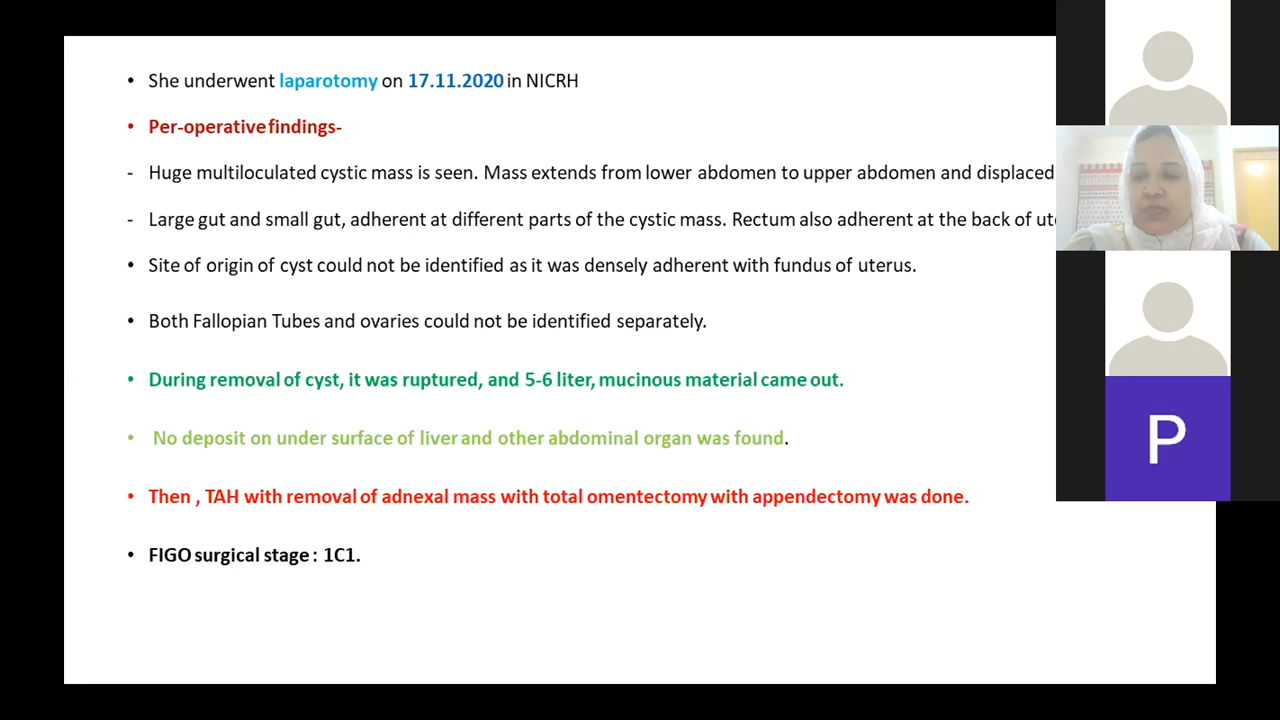 • She underwent laparotomy on 17.11.2020 in NICRH
• Per-operative findings-
- Huge multiloculated cystic mass is seen. Mass extends from lower abdomen to upper abdomen and displaced
- Large gut and small gut, adherent at different parts of the cystic mass. Rectum also adherent at the back of
• Site of origin of cyst could not be identified as it was densely adherent with fundus of uterus.
• Both Fallopian Tubes and ovaries could not be identified separately.
• During removal of cyst, it was ruptured, and 5-6 liter, mucinous material came out.
• No deposit on under surface of liver and other abdominal organ was found.
• Then , TAH with removal of adnexal mass with total omentectomy with appendectomy was done.
• FIGO surgical stage : 1C1.
P